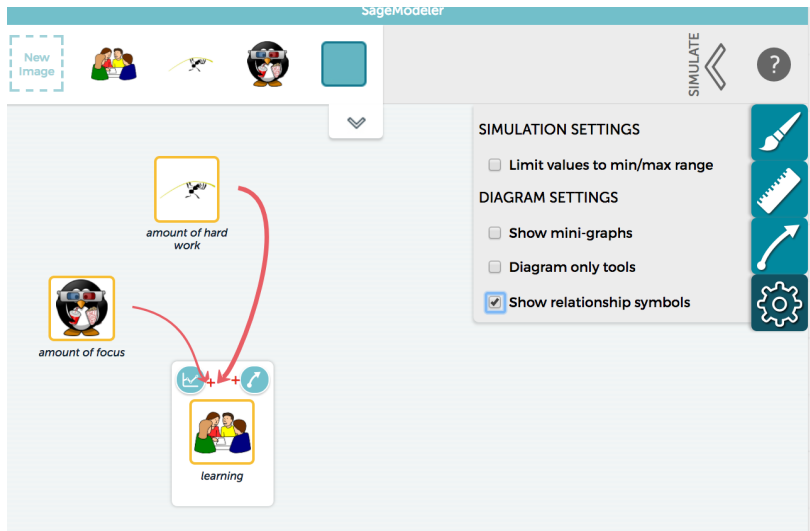 SageModeler
New
Image
SIMULATE
?
SIMULATION SETTINGS
Limit values to min/max range
DIAGRAM SETTINGS
Show mini-graphs
Diagram only tools
Show relationship symbols
amount of hard
work
amount of focus
+ +
learning